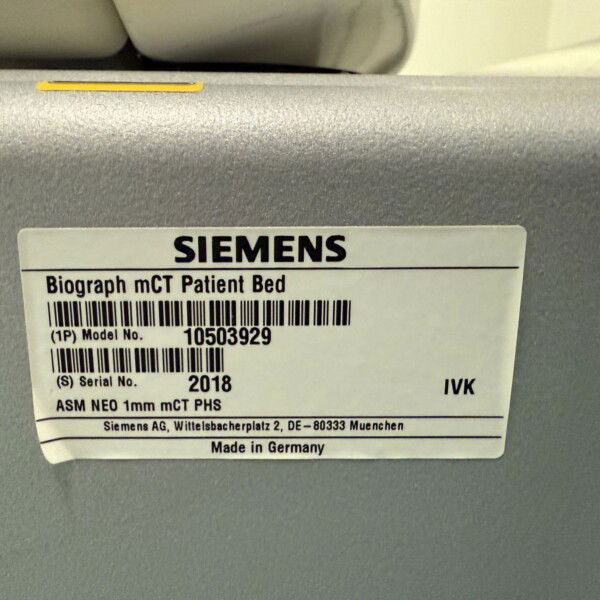 SIEMENS
Biograph mCT Patient Bed
(1P) Model No. 10503929
(S) Serial No. 2018
IVK
ASM NEO 1mm mCT PHS
Siemens AG, Wittelsbacherplatz 2, DE-80333 Muenchen
Made in Germany